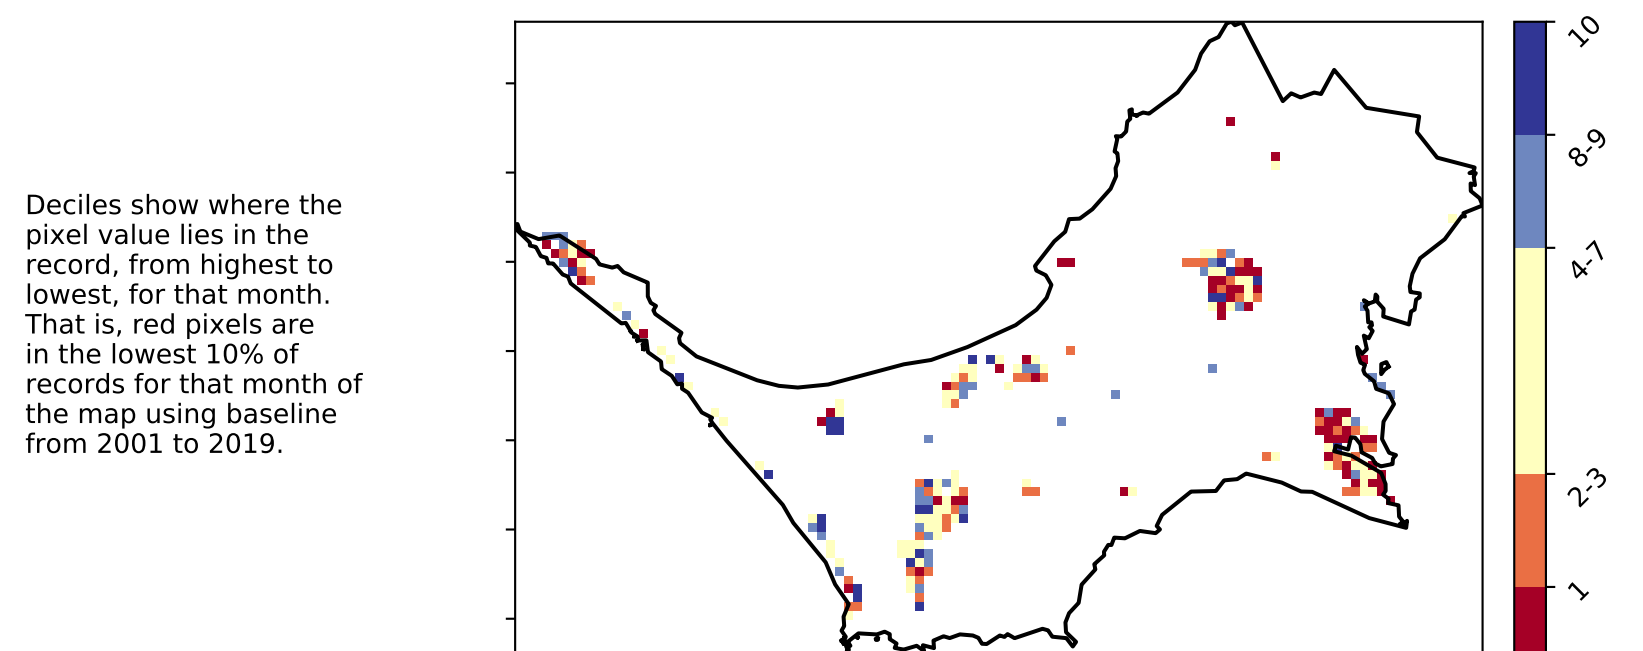 Deciles show where the
pixel value lies in the
record, from highest to
lowest, for that month.
That is, red pixels are
in the lowest 10% of
records for that month of
the map using baseline
from 2001 to 2019.
10
8-9
4-7
2-3
1